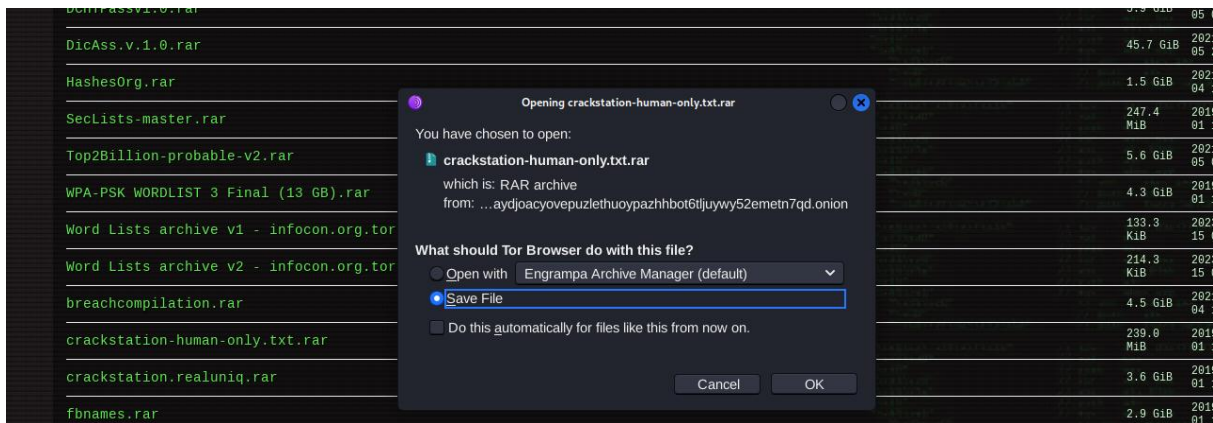 DicAss.v.1.0.rar 45.7 GiB
HashesOrg.rar 1.5 GiB
Opening crackstation-human-only.txt.rar
SecLists-master.rar 247.4 MiB
You have chosen to open:
Top2Billion-probable-v2.rar 5.6 GiB
crackstation-human-only.txt.rar
which is: RAR archive
WPA-PSK WORDLIST 3 Final (13 GB).rar 4.3 GiB
from: …aydjoacyovepuzlethuoypazhhbot6tljuywy52emetn7qd.onion
Word Lists archive v1 - infocon.org.tor 133.3 KiB
What should Tor Browser do with this file?
Word Lists archive v2 - infocon.org.tor 214.3 KiB
Open with Engrampa Archive Manager (default)
Save File
breachcompilation.rar 4.5 GiB
Do this automatically for files like this from now on.
crackstation-human-only.txt.rar 239.0 MiB
crackstation.realuniq.rar 3.6 GiB
Cancel OK
fbnames.rar 2.9 GiB